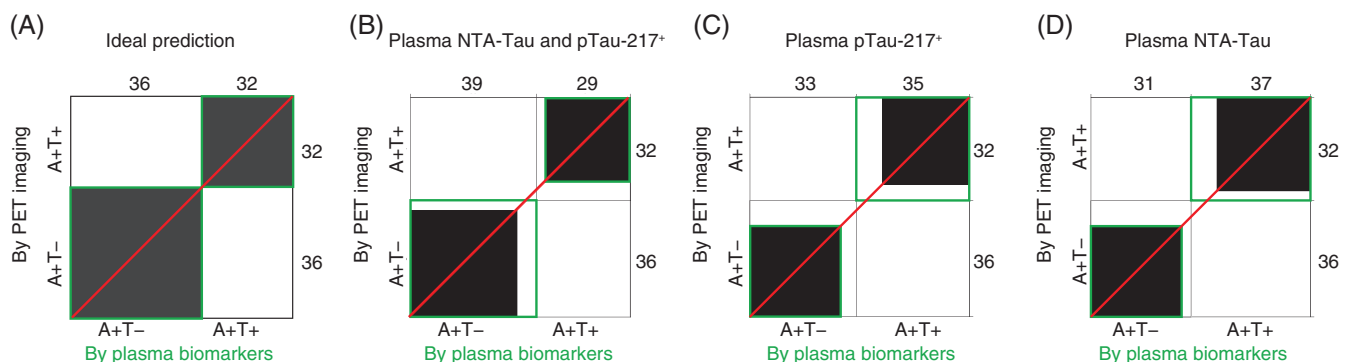 (A)
Ideal prediction
36 32
By PET imaging
A+T+
A+T−
32
36
A+T− A+T+
By plasma biomarkers
(B)
Plasma NTA-Tau and pTau-217+
39 29
By PET imaging
A+T+
A+T−
32
36
A+T− A+T+
By plasma biomarkers
(C)
Plasma pTau-217+
33 35
By PET imaging
A+T+
A+T−
32
36
A+T− A+T+
By plasma biomarkers
(D)
Plasma NTA-Tau
31 37
By PET imaging
A+T+
A+T−
32
36
A+T− A+T+
By plasma biomarkers